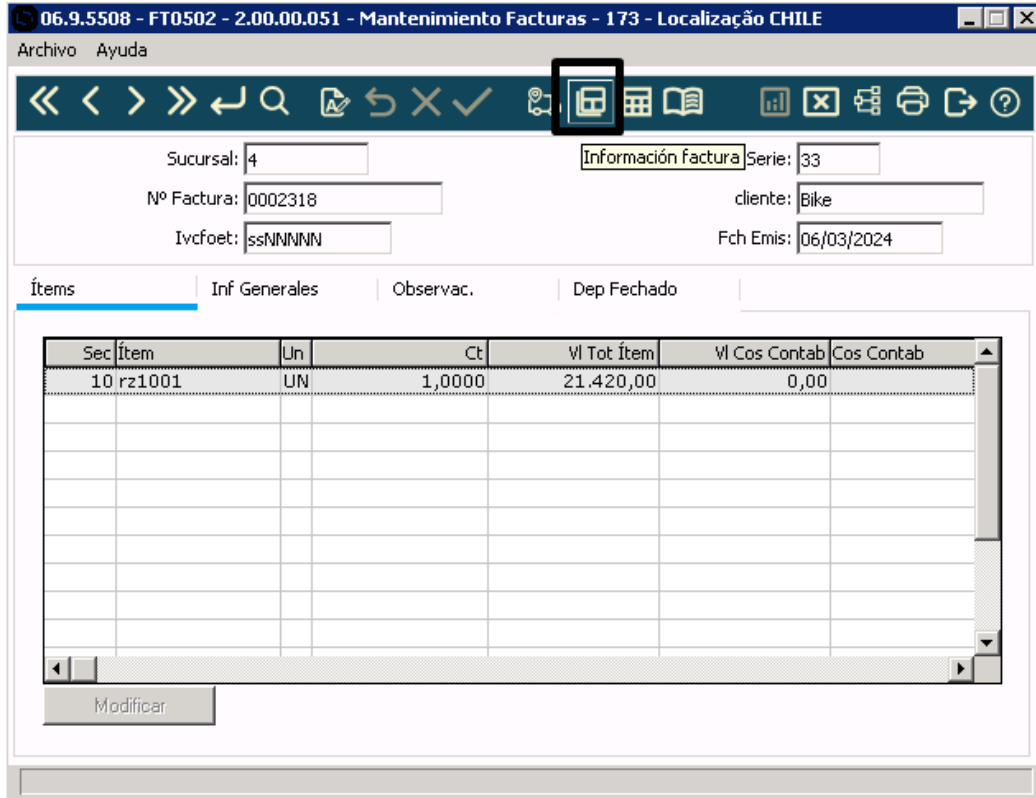 06.9.5508 - FT0502 - 2.00.00.051 - Mantenimiento Facturas - 173 - Localização CHILE
Archivo Ayuda
Sucursal: 4
Información factura Serie: 33
Nº Factura: 0002318
cliente: Bike
Ivcfoet: ssNNNNN
Fch Emis: 06/03/2024
Ítems Inf Generales Observac. Dep Fechado
Sec Ítem Un Ct Vl Tot Ítem Vl Cos Contab Cos Contab
10 rz1001 UN 1,0000 21.420,00 0,00
Modificar